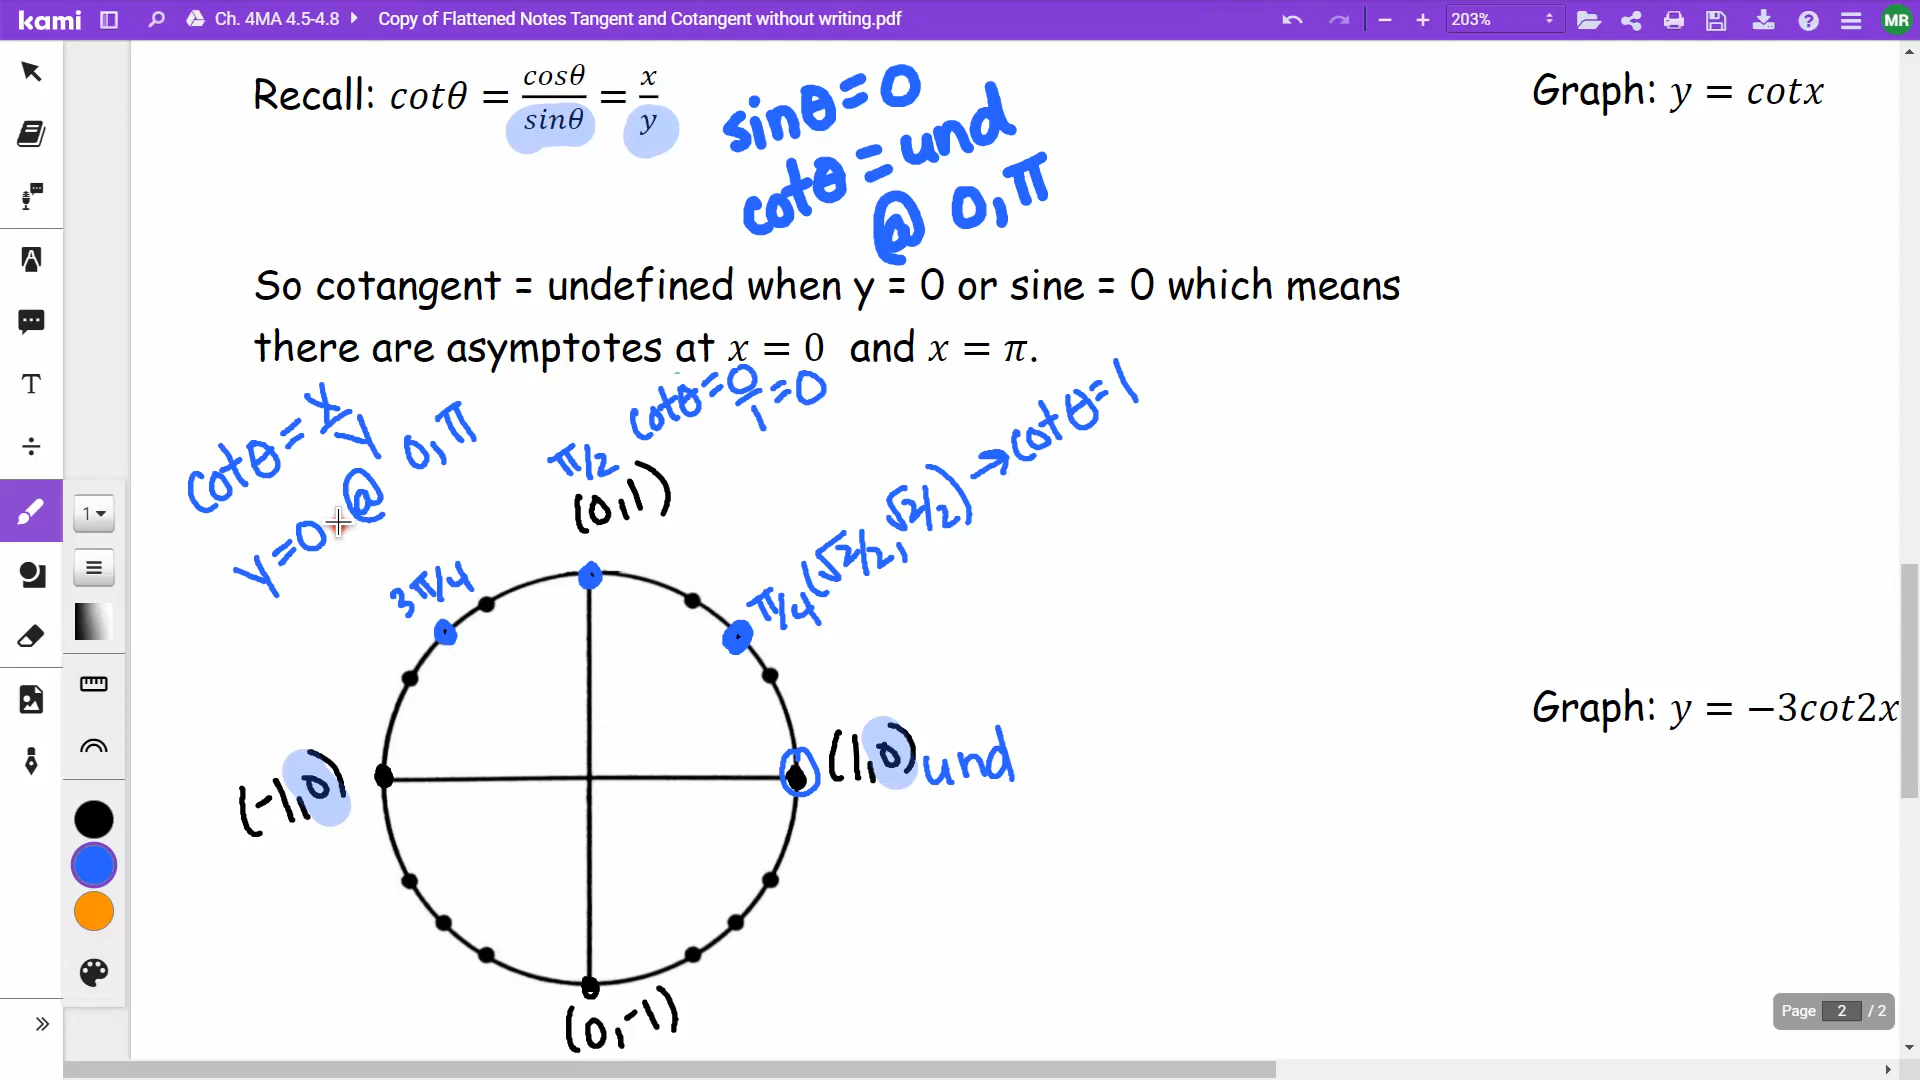 kami Ch. 4MA 4.5-4.8 Copy of Flattened Notes Tangent and Cotangent without writing.pdf 203% MR
Recall: cotθ = cosθ/sinθ = x/y
sinθ=0
cotθ=und
@ 0,π
Graph: y = cotx
So cotangent = undefined when y = 0 or sine = 0 which means
there are asymptotes at x = 0 and x = π.
cotθ=x/y
y=0 @ 0,π
cotθ=0/1=0
π/2
(0,1)
3π/4
π/4(√2/2, √2/2)→cotθ=1
(-1,0)
(1,0) und
(0,-1)
Graph: y = −3cot2x
1
T
Page 2 / 2